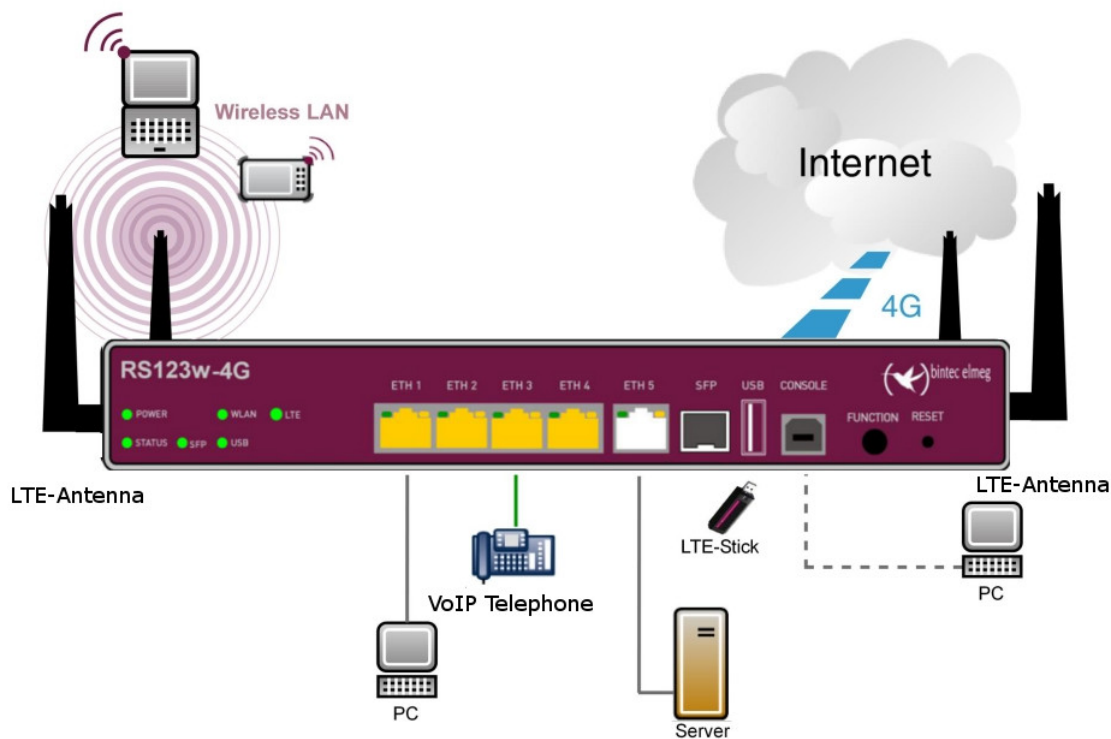 Wireless LAN
Internet
4G
RS123w-4G
bintec elmeg
ETH 1 ETH 2 ETH 3 ETH 4 ETH 5 SFP USB CONSOLE
POWER WLAN LTE
FUNCTION RESET
STATUS SFP USB
LTE-Antenna
LTE-Antenna
LTE-Stick
VoIP Telephone
PC
PC
Server